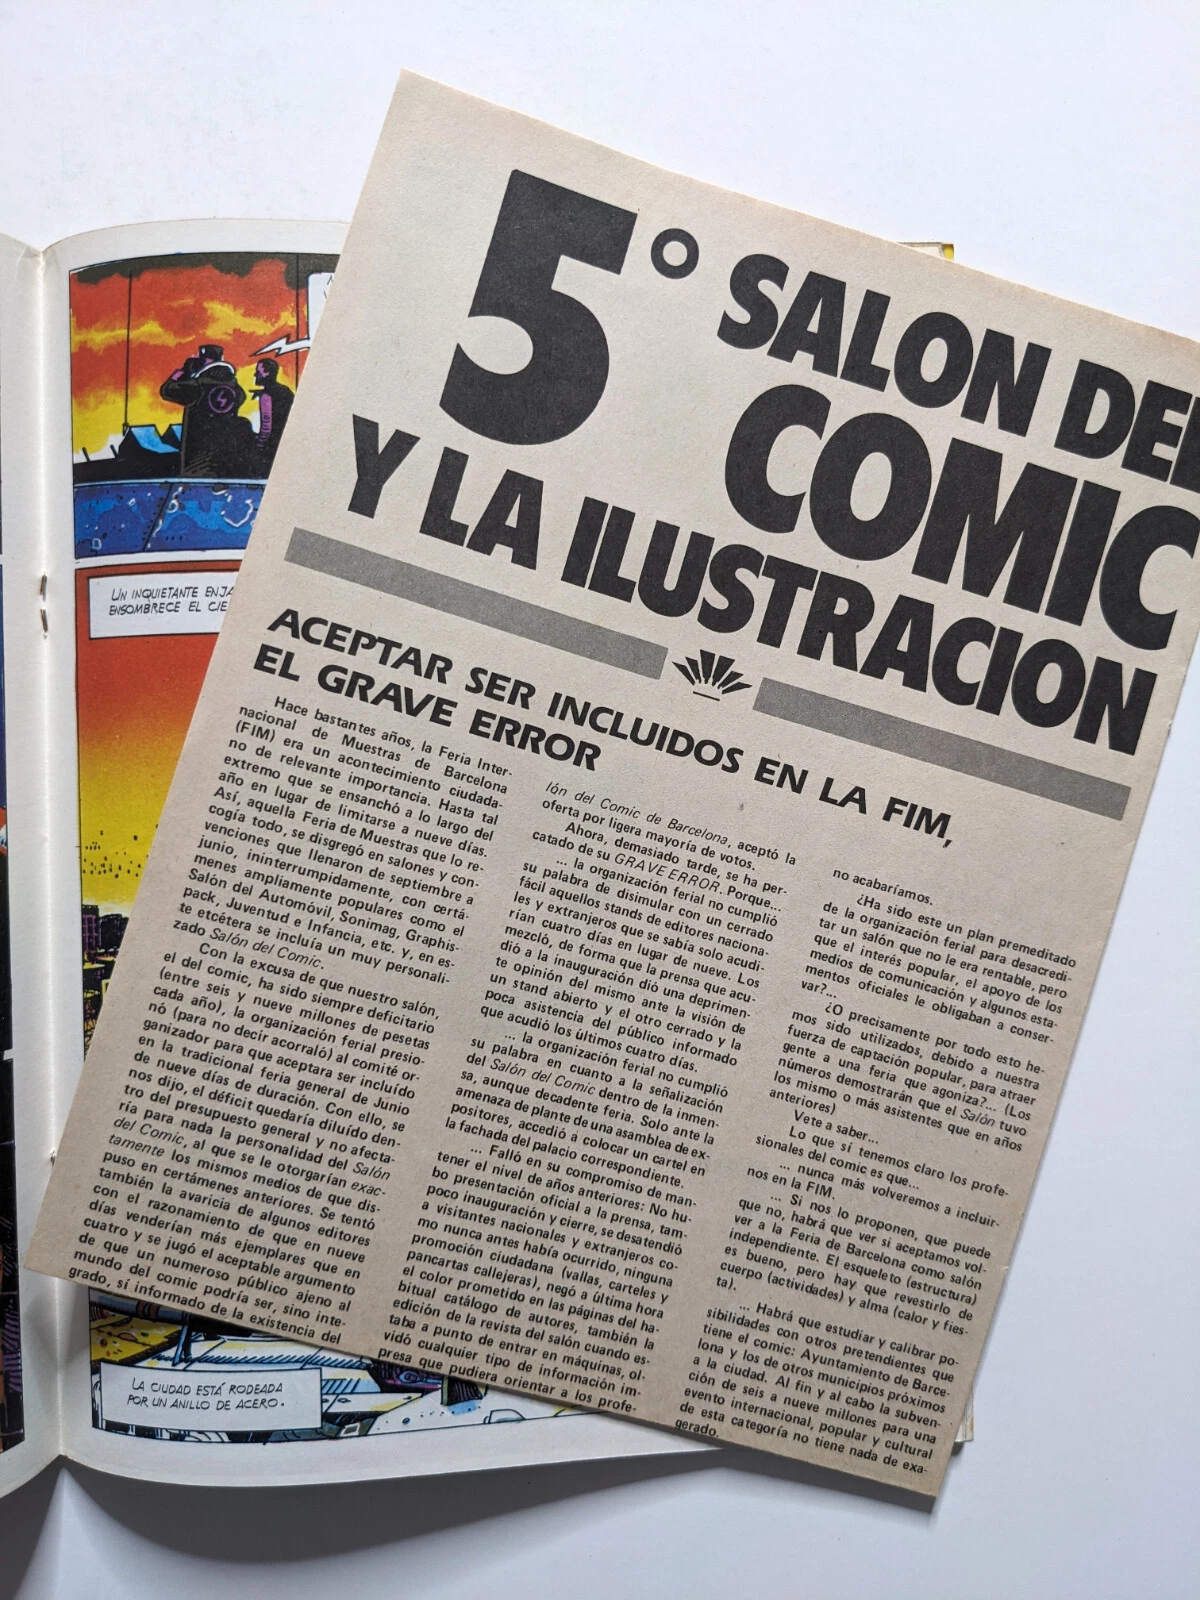 5° SALON DEL
COMIC
Y LA ILUSTRACION
ACEPTAR SER INCLUIDOS EN LA FIM,
EL GRAVE ERROR
Hace bastantes años, la Feria Inter-
nacional de Muestras de Barcelona
(FIM) era un acontecimiento ciudada-
no de relevante importancia. Hasta tal
extremo que se ensanchó a lo largo del
año en lugar de limitarse a nueve días.
Así, aquella Feria de Muestras que lo re-
cogía todo, se disgregó en salones y con-
venciones que llenaron de septiembre a
junio, ininterrumpidamente, con certá-
menes ampliamente populares como el
Salón del Automóvil, Sonimag, Graphis-
pack, Juventud e Infancia, etc. y, en es-
te etcétera se incluía un muy personali-
zado Salón del Comic.
Con la excusa de que nuestro salón,
el del comic, ha sido siempre deficitario
(entre seis y nueve millones de pesetas
cada año), la organización ferial presio-
nó (para no decir acorraló) al comité or-
ganizador para que aceptara ser incluído
en la tradicional feria general de Junio
de nueve días de duración. Con ello, se
nos dijo, el déficit quedaría diluído den-
tro del presupuesto general y no afecta-
ría para nada la personalidad del Salón
del Comic, al que se le otorgarían exac-
tamente los mismos medios de que dis-
puso en certámenes anteriores. Se tentó
también la avaricia de algunos editores
con el razonamiento de que en nueve
días venderían más ejemplares que en
cuatro y se jugó el aceptable argumento
de que un numeroso público ajeno al
mundo del comic podría ser, sino inte-
grado, sí informado de la existencia del
lón del Comic de Barcelona, aceptó la
oferta por ligera mayoría de votos.
Ahora, demasiado tarde, se ha per-
catado de su GRAVE ERROR. Porque...
... la organización ferial no cumplió
su palabra de disimular con un cerrado
fácil aquellos stands de editores naciona-
les y extranjeros que se sabía solo acudi-
rían cuatro días en lugar de nueve. Los
mezcló, de forma que la prensa que acu-
dió a la inauguración dió una deprimen-
te opinión del mismo ante la visión de
un stand abierto y el otro cerrado y la
poca asistencia del público informado
que acudió los últimos cuatro días.
... la organización ferial no cumplió
su palabra en cuanto a la señalización
del Salón del Comic dentro de la inmen-
sa, aunque decadente feria. Solo ante la
amenaza de plante de una asamblea de ex-
positores, accedió a colocar un cartel en
la fachada del palacio correspondiente.
... Falló en su compromiso de man-
tener el nivel de años anteriores: No hu-
bo presentación oficial a la prensa, tam-
poco inauguración y cierre, se desatendió
a visitantes nacionales y extranjeros co-
mo nunca antes había ocurrido, ninguna
promoción ciudadana (vallas, carteles y
pancartas callejeras), negó a última hora
el color prometido en las páginas del ha-
bitual catálogo de autores, también la
edición de la revista del salón cuando es-
taba a punto de entrar en máquinas, ol-
vidó cualquier tipo de información im-
presa que pudiera orientar a los profe-
no acabaríamos.
¿Ha sido este un plan premeditado
de la organización ferial para desacredi-
tar un salón que no le era rentable, pero
que el interés popular, el apoyo de los
medios de comunicación y algunos esta-
mentos oficiales le obligaban a conser-
var?...
¿O precisamente por todo esto he-
mos sido utilizados, debido a nuestra
fuerza de captación popular, para atraer
gente a una feria que agoniza?... (Los
números demostrarán que el Salón tuvo
los mismo o más asistentes que en años
anteriores)
Vete a saber...
Lo que sí tenemos claro los profe-
sionales del comic es que...
... nunca más volveremos a incluir-
nos en la FIM.
... Si nos lo proponen, que puede
que no, habrá que ver si aceptamos vol-
ver a la Feria de Barcelona como salón
independiente. El esqueleto (estructura)
es bueno, pero hay que revestirlo de
cuerpo (actividades) y alma (calor y fies-
ta).
... Habrá que estudiar y calibrar po-
sibilidades con otros pretendientes que
tiene el comic: Ayuntamiento de Barce-
lona y los de otros municipios próximos
a la ciudad. Al fin y al cabo la subven-
ción de seis a nueve millones para una
evento internacional, popular y cultural
de esta categoría no tiene nada de exa-
gerado.
UN INQUIETANTE ENJA
ENSOMBRECE EL CIE
LA CIUDAD ESTÁ RODEADA
POR UN ANILLO DE ACERO.